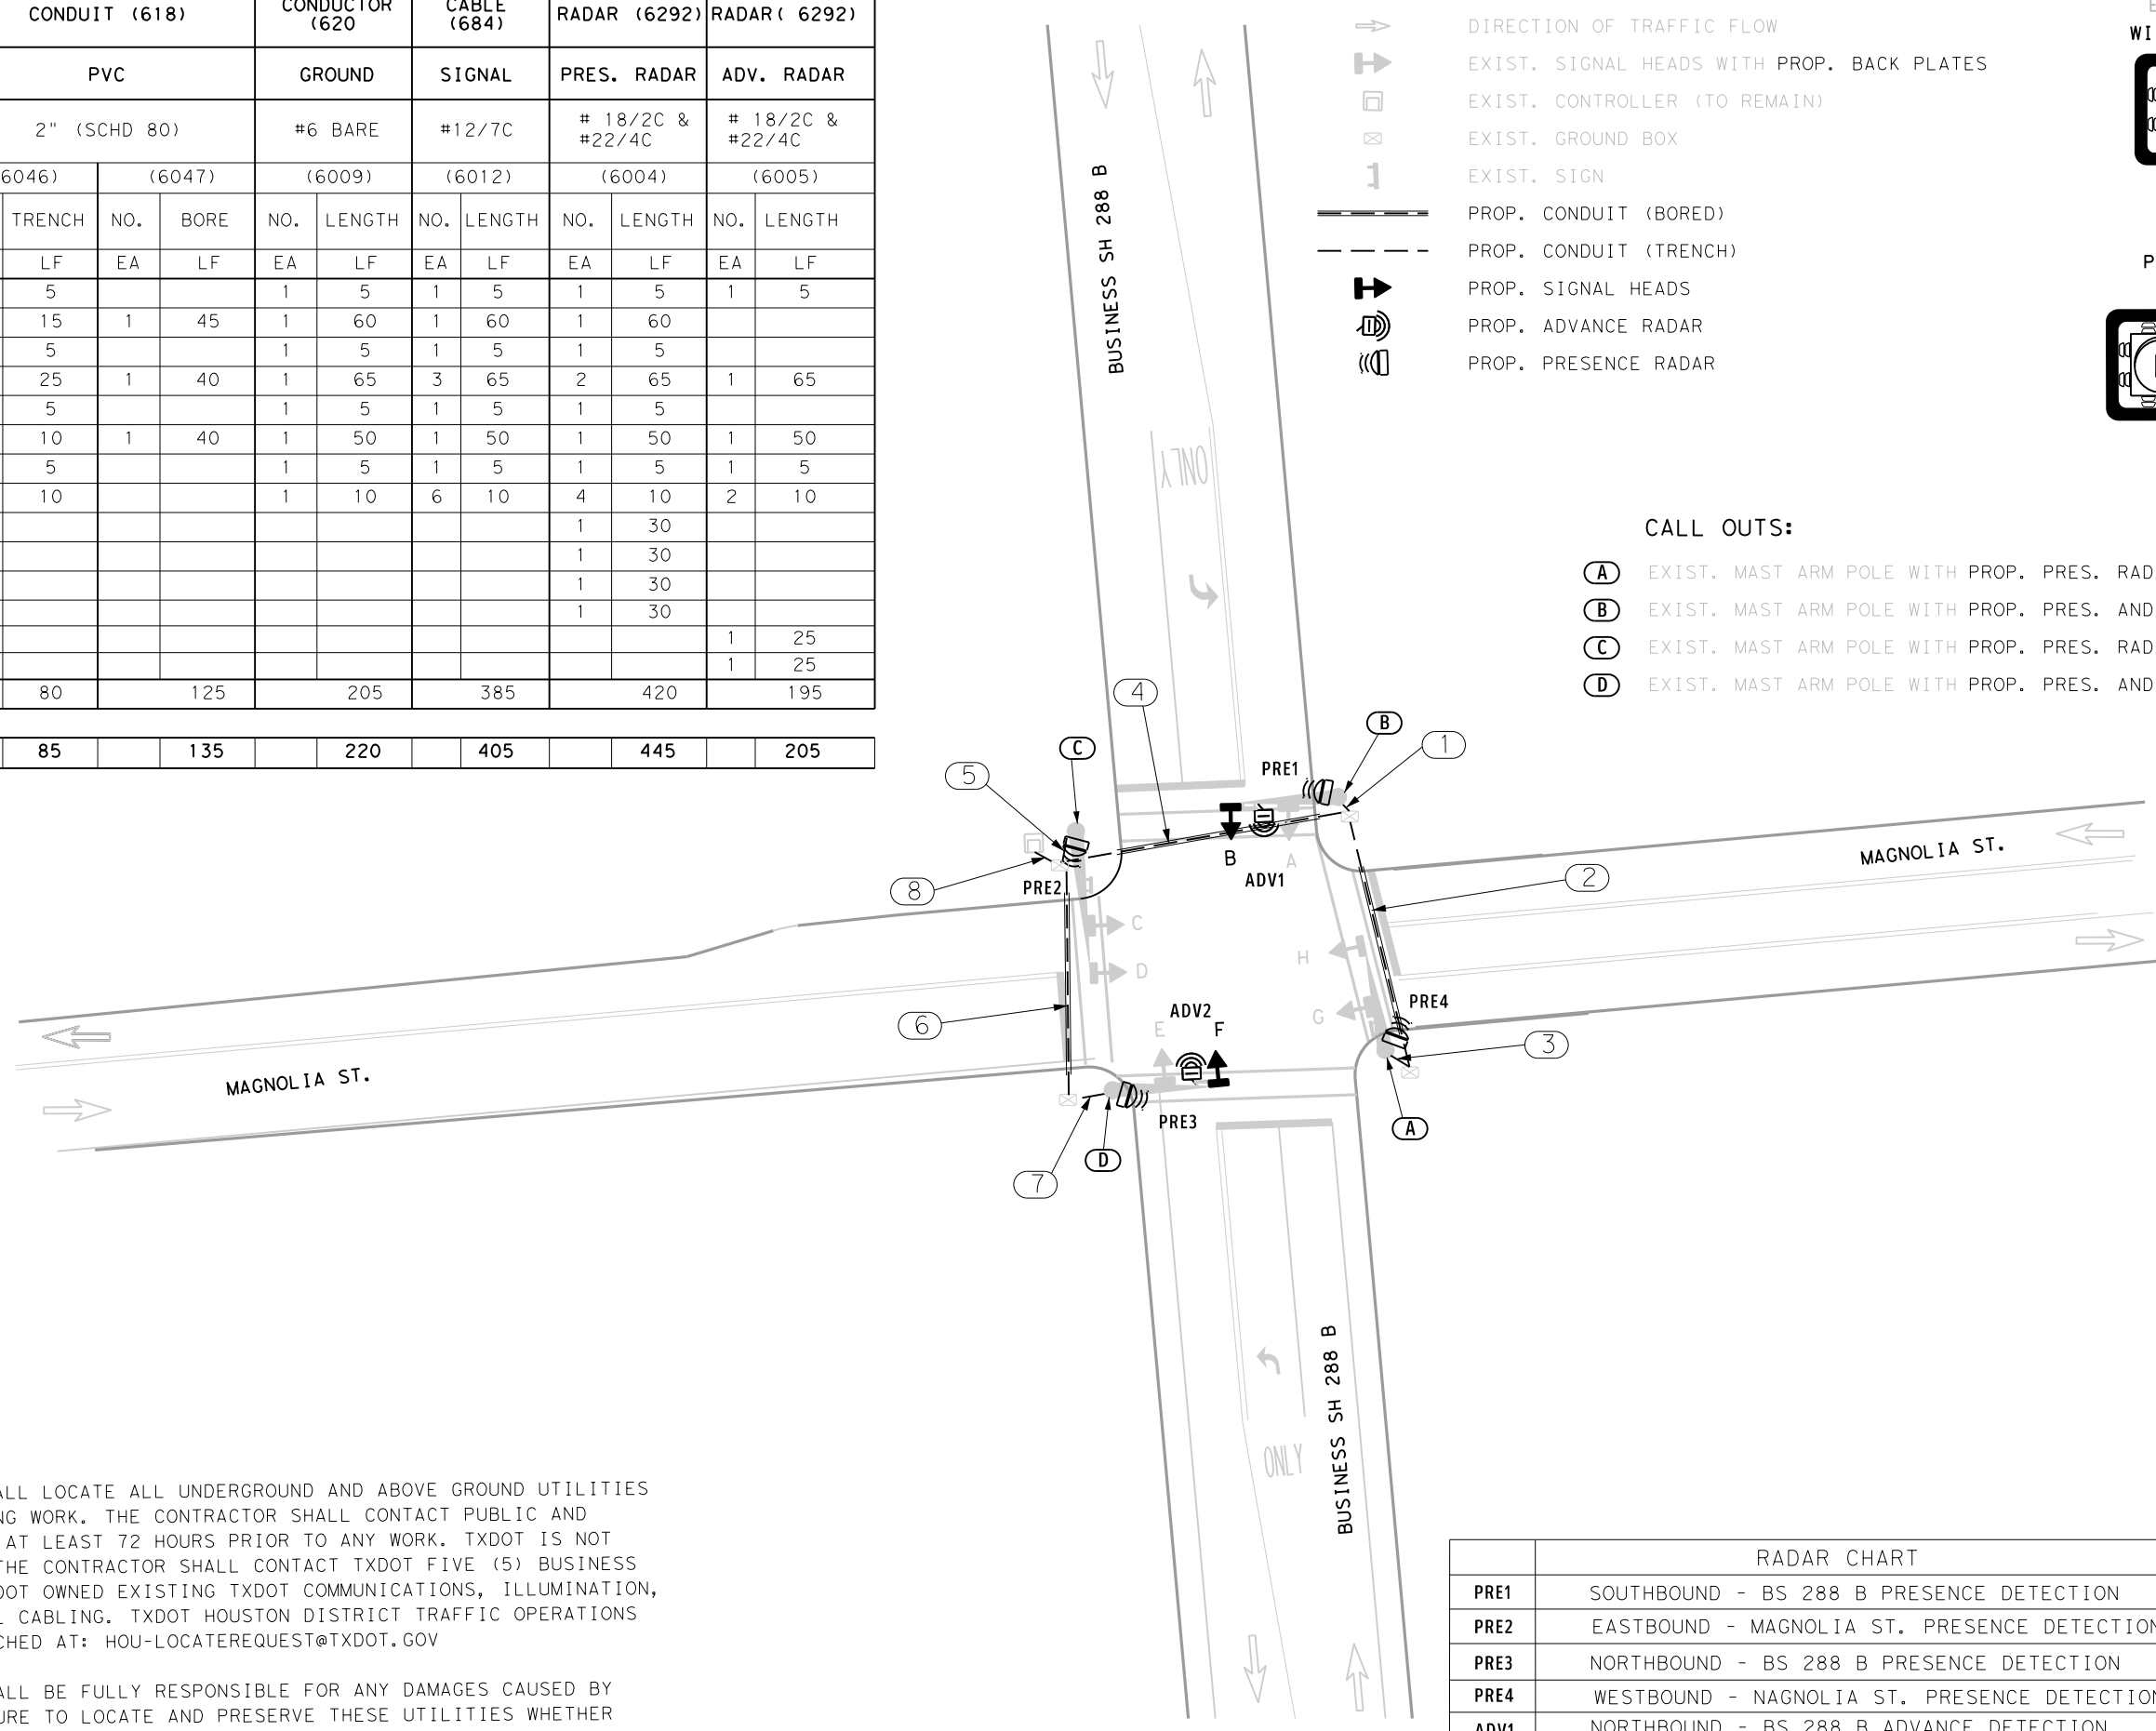 CONDUIT (618) CONDUCTOR (620 CABLE (684) RADAR (6292) RADAR( 6292)
PVC GROUND SIGNAL PRES. RADAR ADV. RADAR
2" (SCHD 80) #6 BARE #12/7C # 18/2C & #22/4C # 18/2C & #22/4C
6046) (6047) (6009) (6012) (6004) (6005)
TRENCH NO. BORE NO. LENGTH NO. LENGTH NO. LENGTH NO. LENGTH
LF EA LF EA LF EA LF EA LF EA LF
5 1 5 1 5 1 5 1 5
15 1 45 1 60 1 60 1 60
5 1 5 1 5 1 5
25 1 40 1 65 3 65 2 65 1 65
5 1 5 1 5 1 5
10 1 40 1 50 1 50 1 50 1 50
5 1 5 1 5 1 5 1 5
10 1 10 6 10 4 10 2 10
1 30
1 30
1 30
1 30
1 25
1 25
80 125 205 385 420 195
85 135 220 405 445 205
DIRECTION OF TRAFFIC FLOW
EXIST. SIGNAL HEADS WITH PROP. BACK PLATES
EXIST. CONTROLLER (TO REMAIN)
EXIST. GROUND BOX
EXIST. SIGN
PROP. CONDUIT (BORED)
PROP. CONDUIT (TRENCH)
PROP. SIGNAL HEADS
PROP. ADVANCE RADAR
PROP. PRESENCE RADAR
WI
P
CALL OUTS:
A EXIST. MAST ARM POLE WITH PROP. PRES. RAD
B EXIST. MAST ARM POLE WITH PROP. PRES. AND
C EXIST. MAST ARM POLE WITH PROP. PRES. RAD
D EXIST. MAST ARM POLE WITH PROP. PRES. AND
BUSINESS SH 288 B
ONLY
4
B
1
C
5
PRE1
B
A
ADV1
8
PRE2
2
MAGNOLIA ST.
C
D
H
G
PRE4
6
ADV2
E
F
3
MAGNOLIA ST.
PRE3
A
D
7
BUSINESS SH 288 B
ONLY
ALL LOCATE ALL UNDERGROUND AND ABOVE GROUND UTILITIES
NG WORK. THE CONTRACTOR SHALL CONTACT PUBLIC AND
AT LEAST 72 HOURS PRIOR TO ANY WORK. TXDOT IS NOT
THE CONTRACTOR SHALL CONTACT TXDOT FIVE (5) BUSINESS
DOT OWNED EXISTING TXDOT COMMUNICATIONS, ILLUMINATION,
L CABLING. TXDOT HOUSTON DISTRICT TRAFFIC OPERATIONS
CHED AT: HOU-LOCATEREQUEST@TXDOT.GOV
ALL BE FULLY RESPONSIBLE FOR ANY DAMAGES CAUSED BY
URE TO LOCATE AND PRESERVE THESE UTILITIES WHETHER
RADAR CHART
PRE1 SOUTHBOUND - BS 288 B PRESENCE DETECTION
PRE2 EASTBOUND - MAGNOLIA ST. PRESENCE DETECTION
PRE3 NORTHBOUND - BS 288 B PRESENCE DETECTION
PRE4 WESTBOUND - NAGNOLIA ST. PRESENCE DETECTION
ADV1 NORTHBOUND - BS 288 B ADVANCE DETECTION